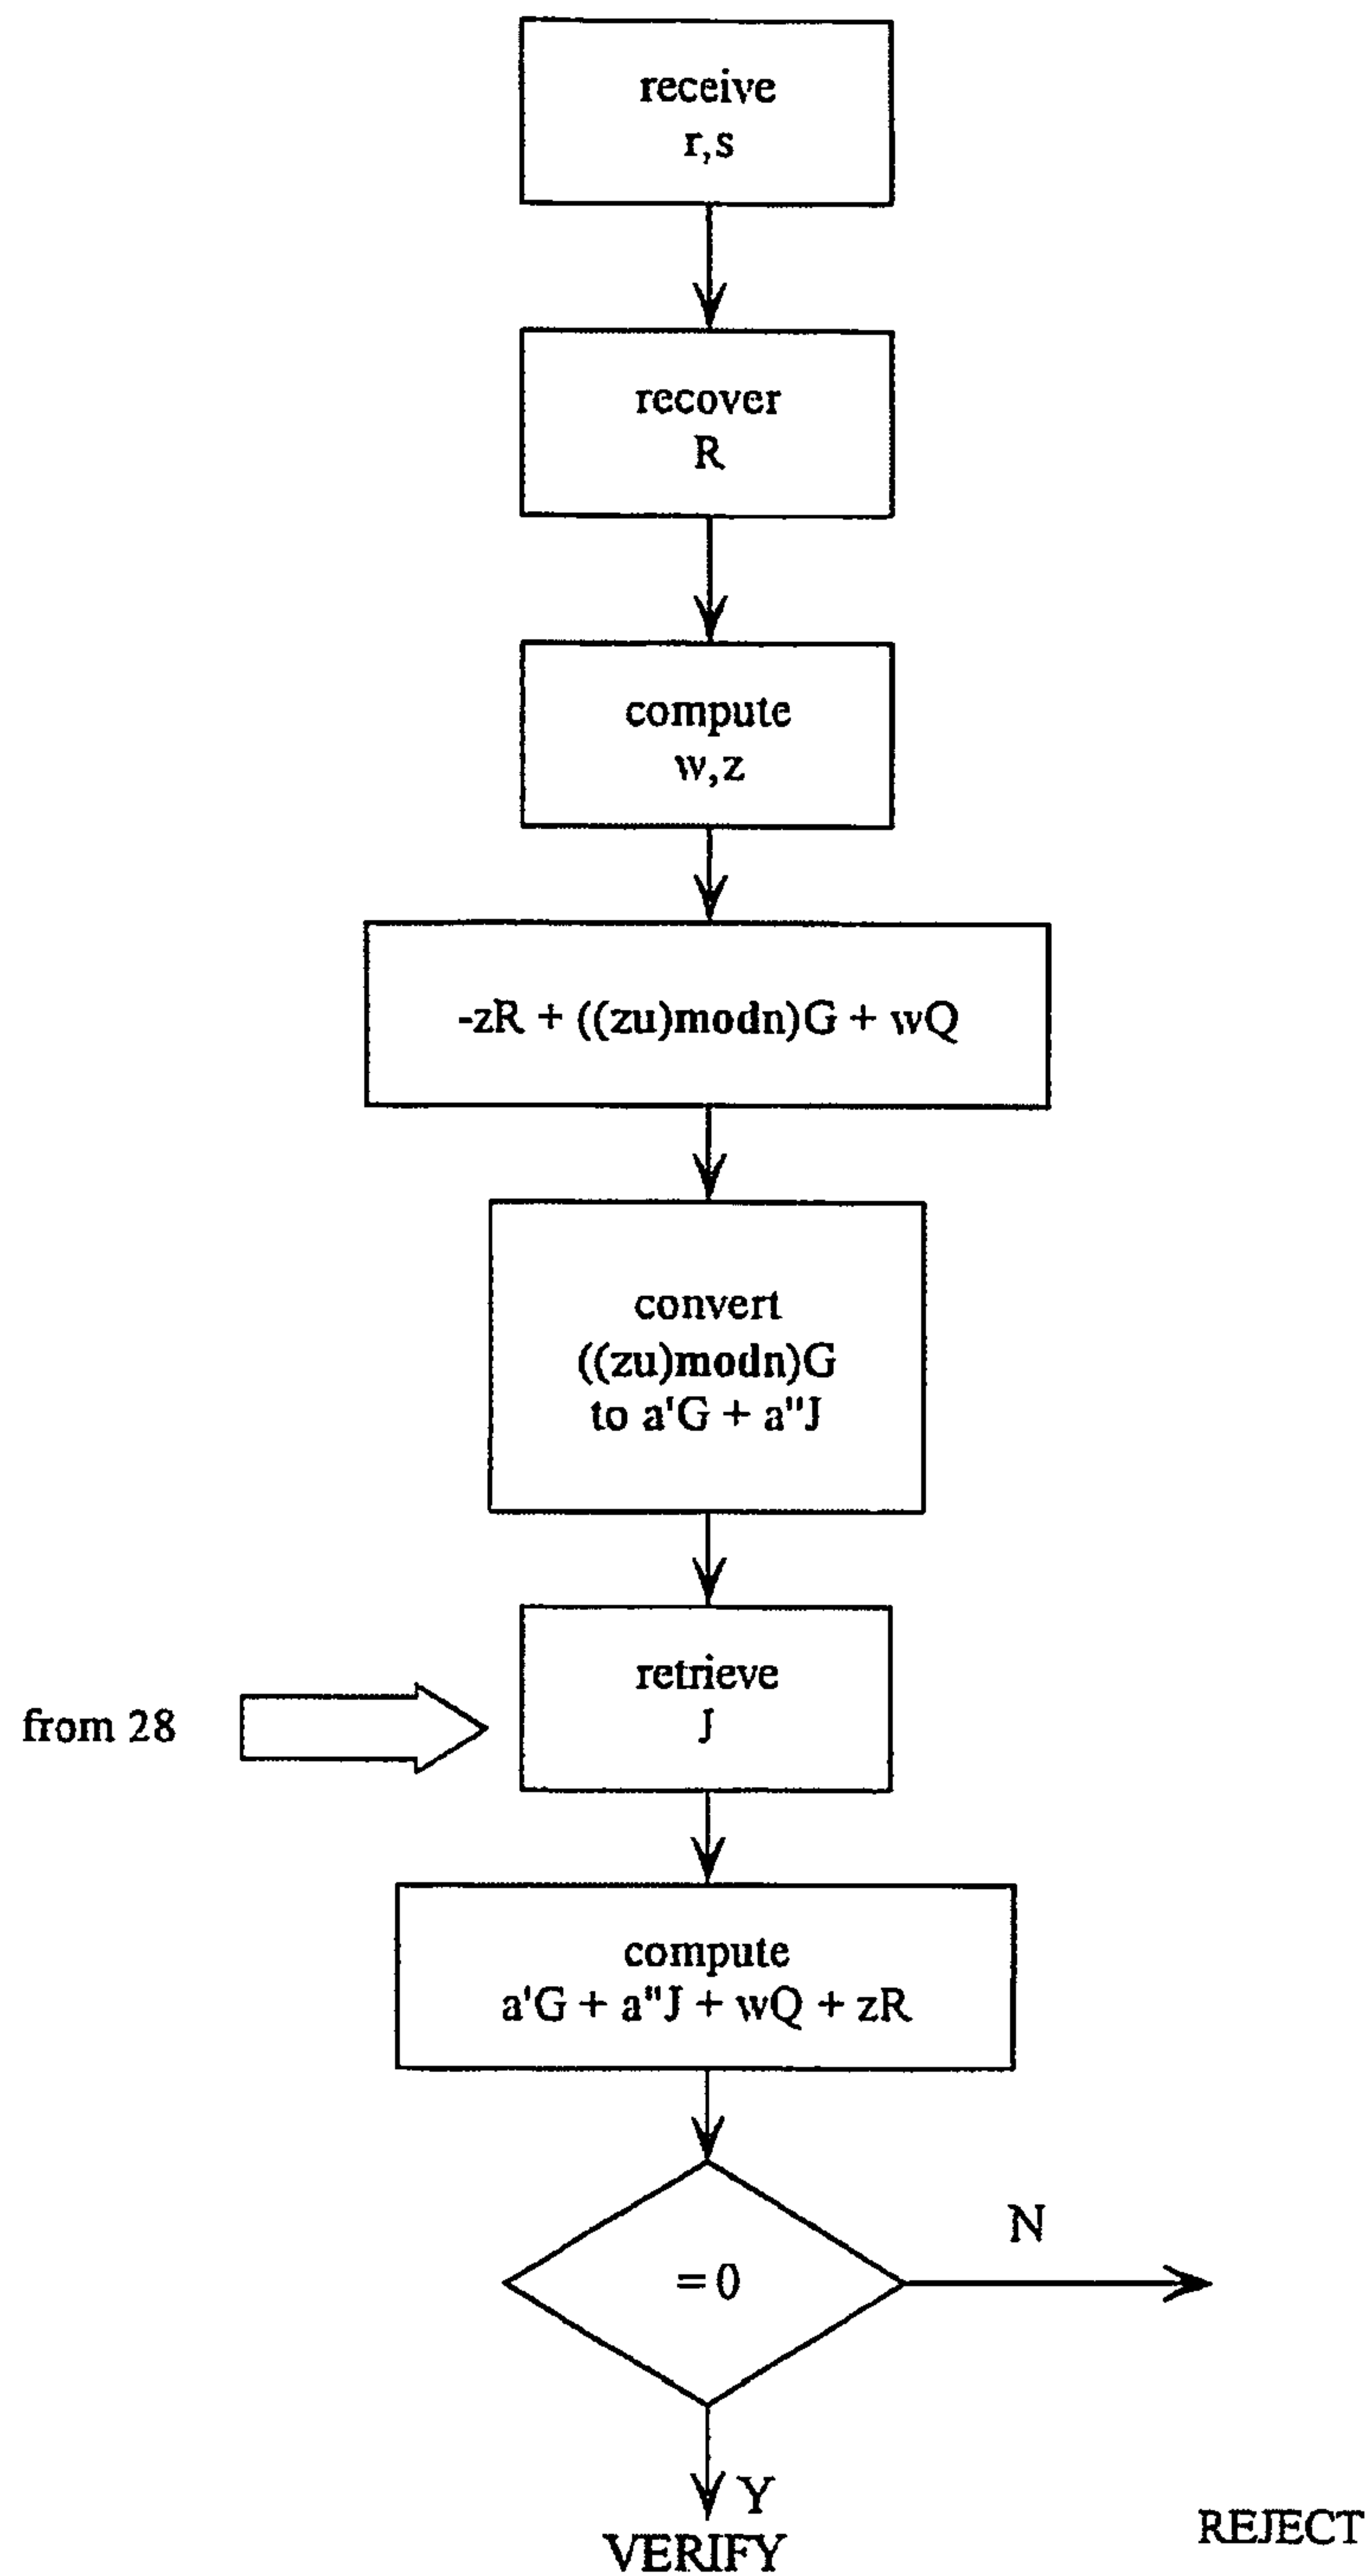 receive
r,s
recover
R
compute
w,z
-zR + ((zu)modn)G + wQ
convert
((zu)modn)G
to a'G + a"J
retrieve
J
from 28
compute
a'G + a"J + wQ + zR
= 0
N
Y
VERIFY
REJECT